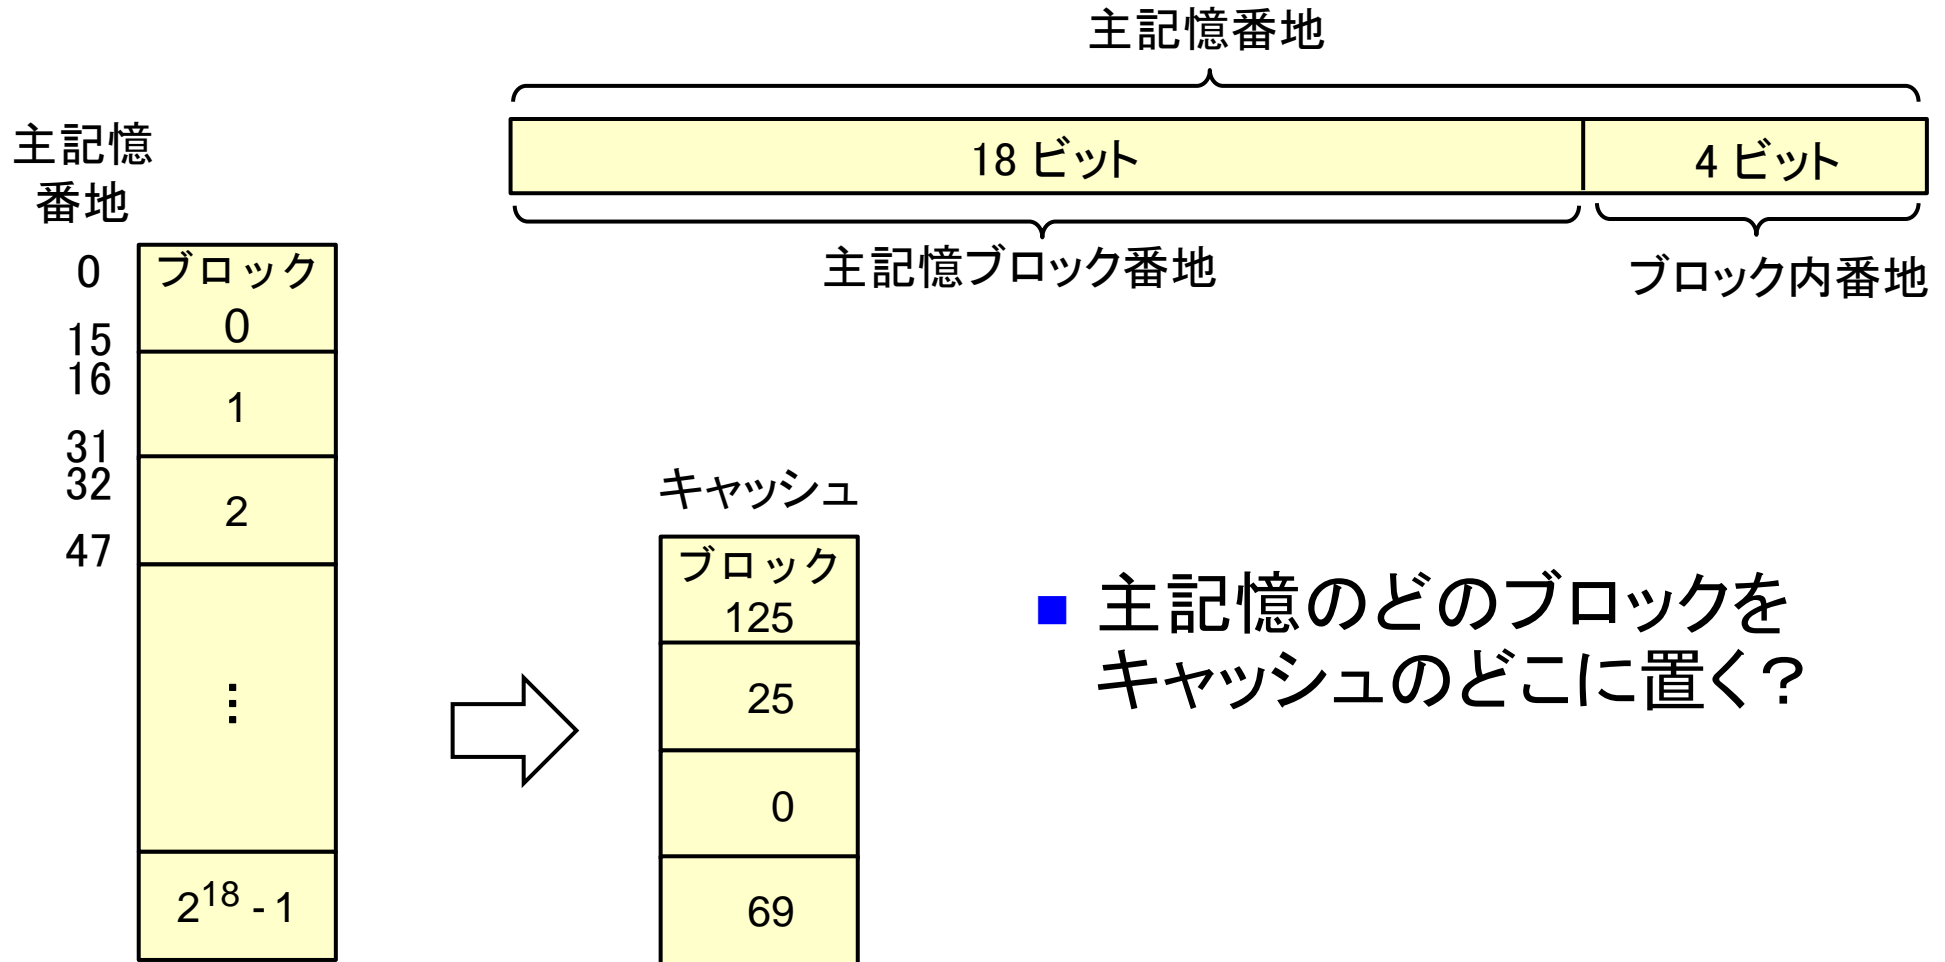 主記憶番地
18 ビット
4 ビット
主記憶ブロック番地
ブロック内番地
主記憶
番地
0
15
16
31
32
47
ブロック
0
1
2
⋮
2^18 - 1
キャッシュ
ブロック
125
25
0
69
■ 主記憶のどのブロックを
キャッシュのどこに置く？